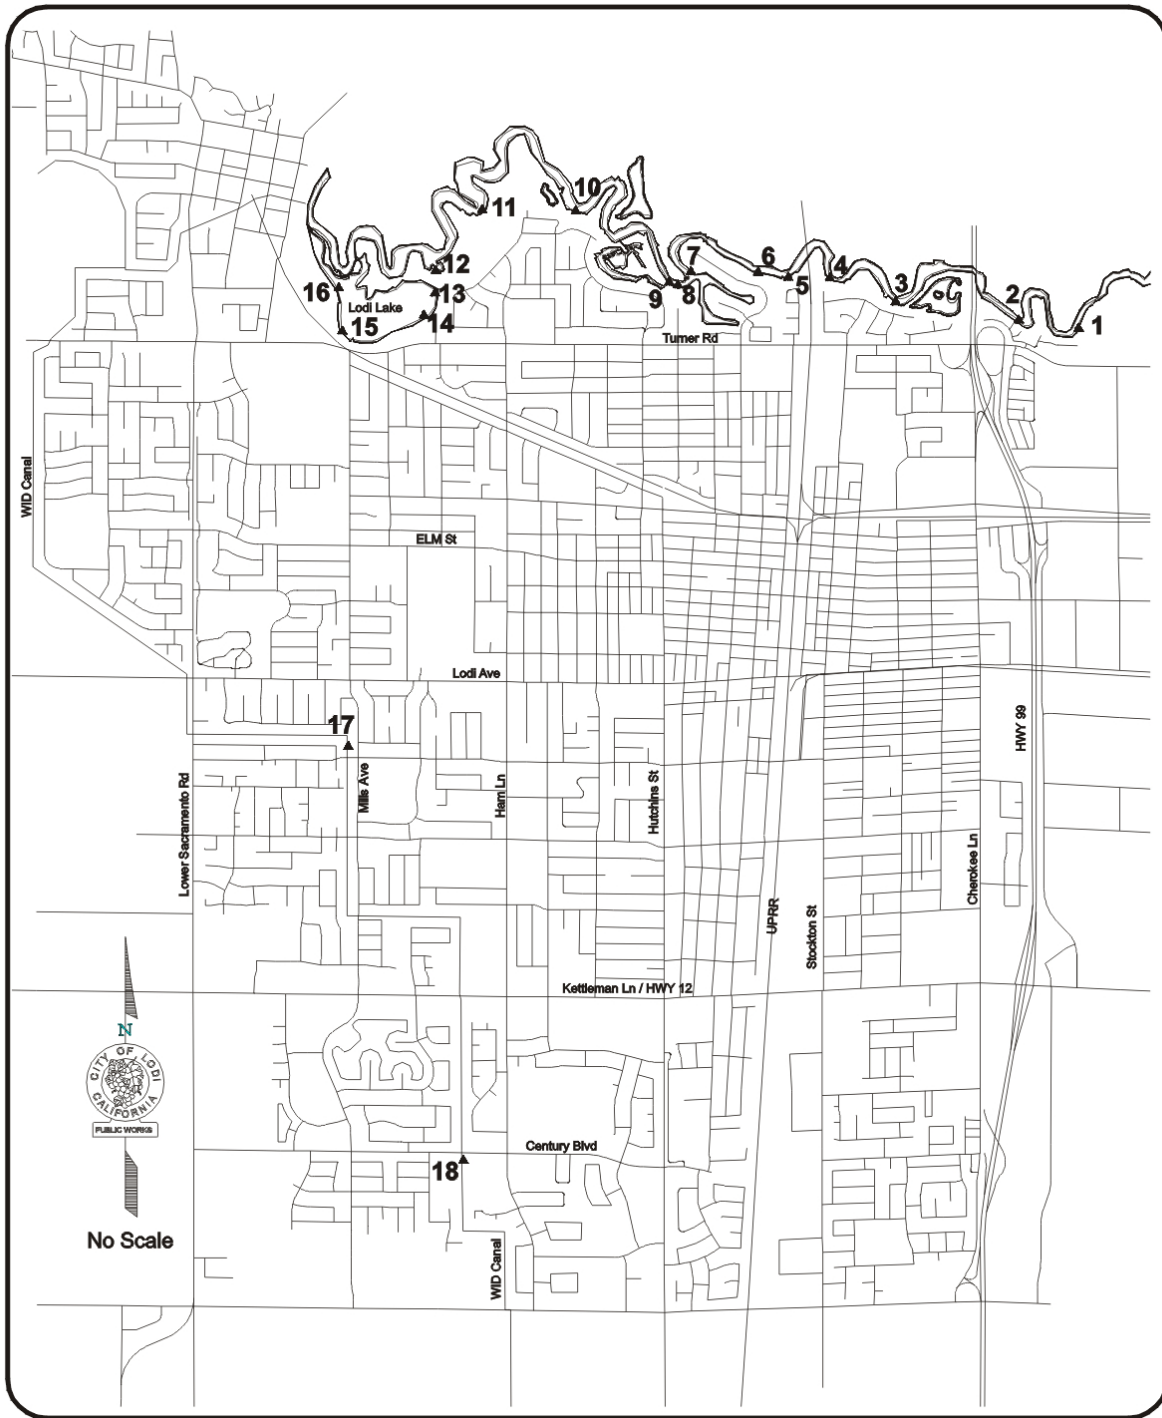 10
11
12
7
6
5
4
3
2
1
16
13
9
8
Lodi Lake
15
14
Turner Rd
WID Canal
ELM St
Lodi Ave
17
HWY 99
Lower Sacramento Rd
Mills Ave
Ham Ln
Hutchins St
Cherokee Ln
UPRR
Stockton St
Kettleman Ln / HWY 12
N
CITY OF LODI
CALIFORNIA
PUBLIC WORKS
Century Blvd
18
No Scale
WID Canal